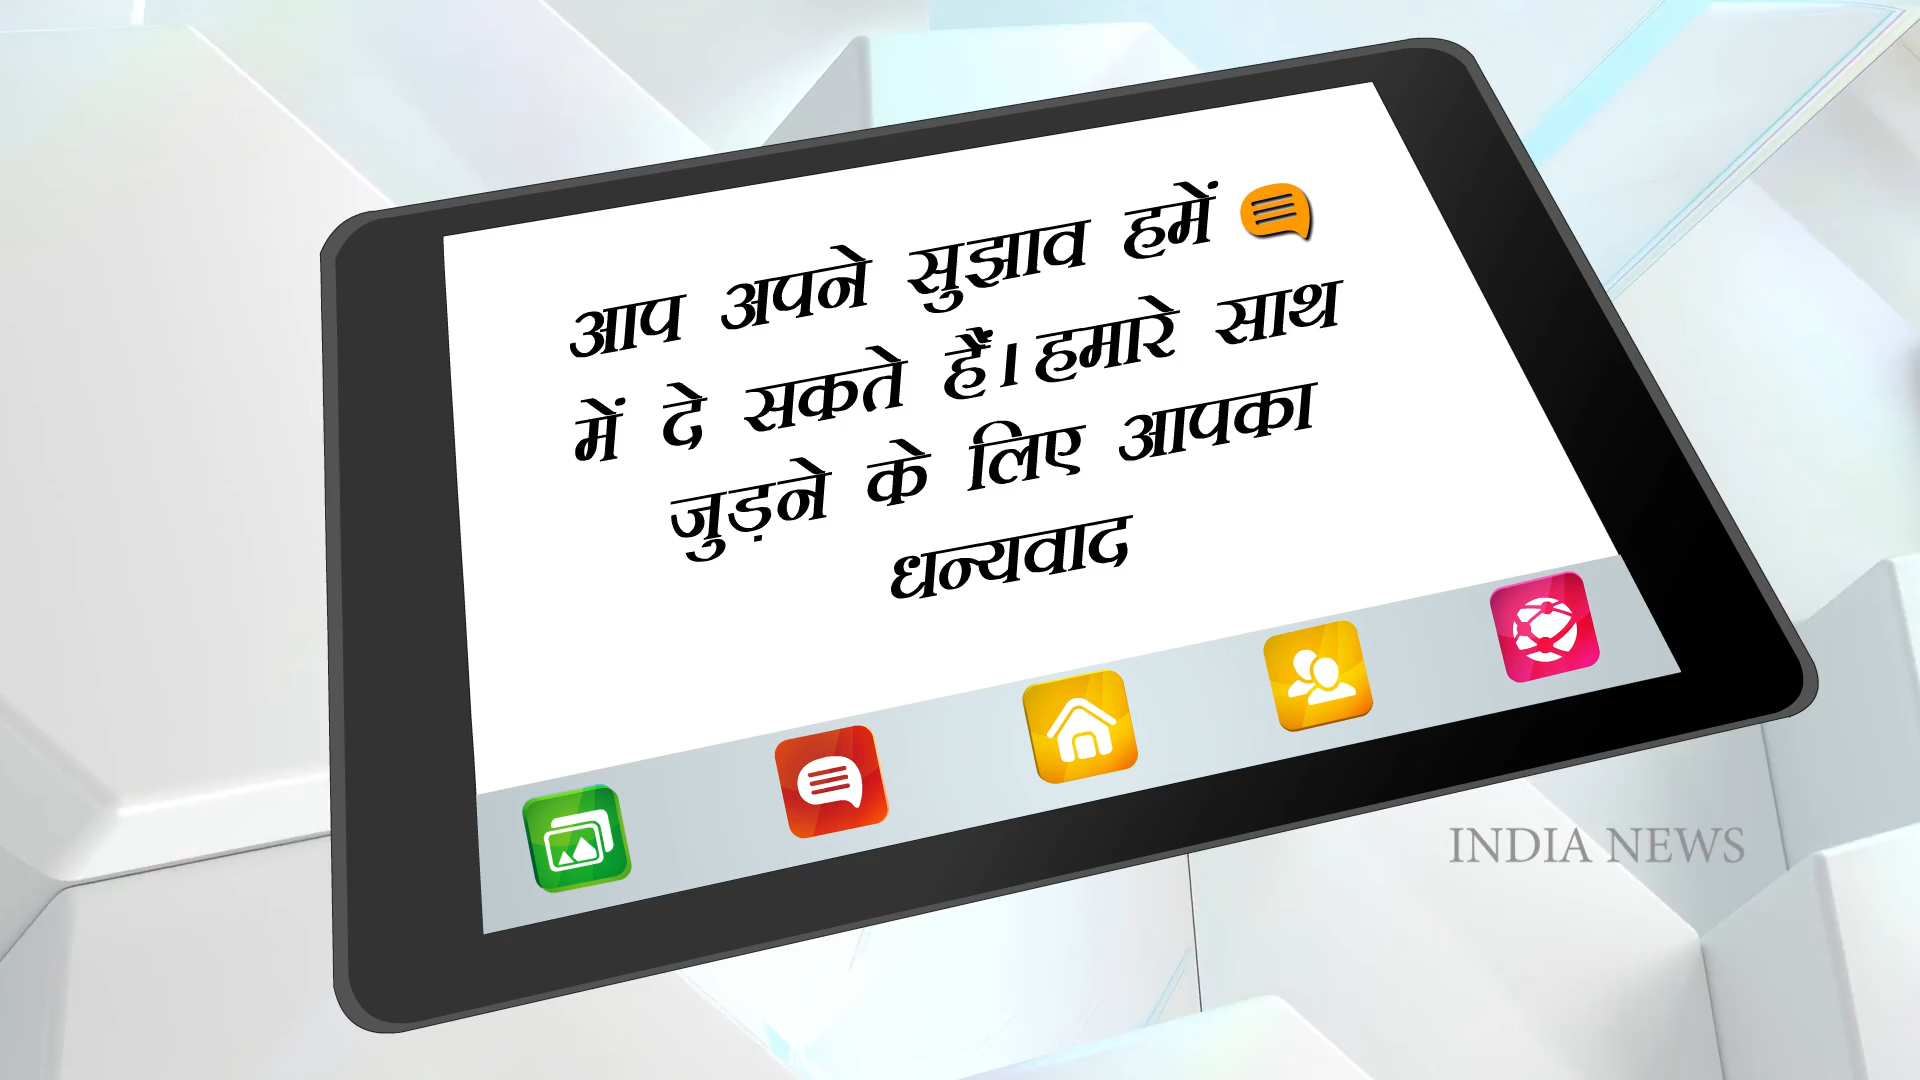 आप अपने सुझाव हमें
में दे सकते हैं। हमारे साथ
जुड़ने के लिए आपका
धन्यवाद
INDIA NEWS